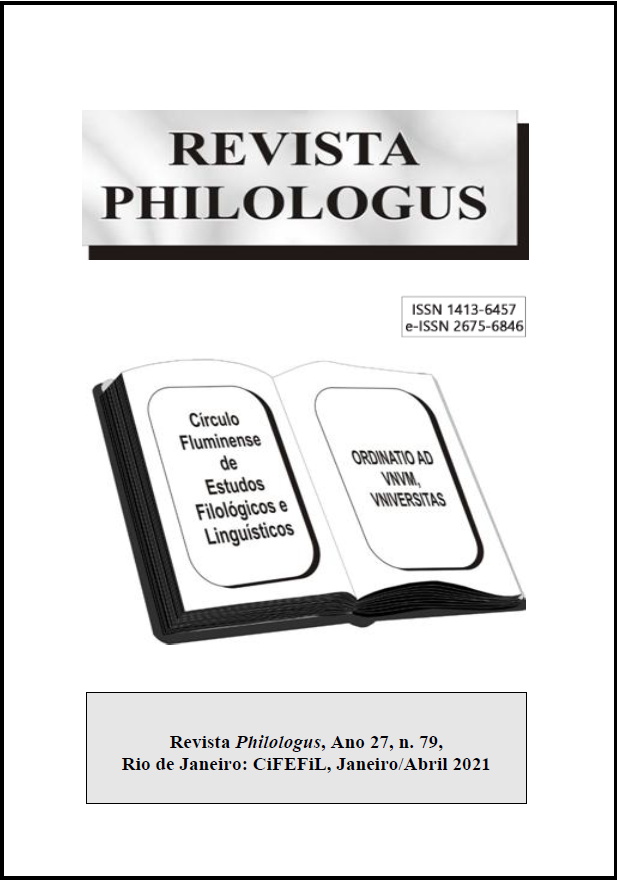 REVISTA
PHILOLOGUS
ISSN 1413-6457
e-ISSN 2675-6846
Círculo
Fluminense
de
Estudos
Filológicos e
Linguísticos
ORDINATIO AD
VNVM,
VNIVERSITAS
Revista Philologus, Ano 27, n. 79,
Rio de Janeiro: CiFEFiL, Janeiro/Abril 2021